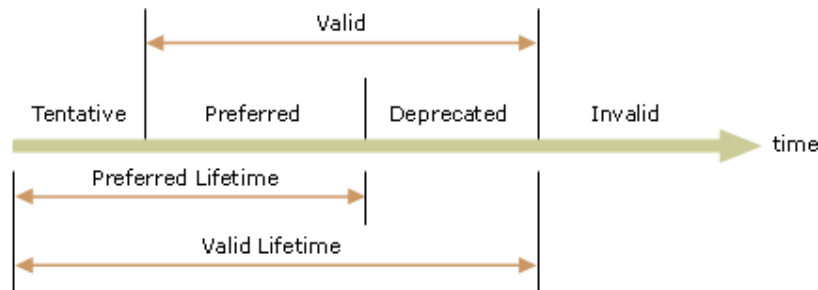 Valid
Tentative Preferred Deprecated Invalid
time
Preferred Lifetime
Valid Lifetime